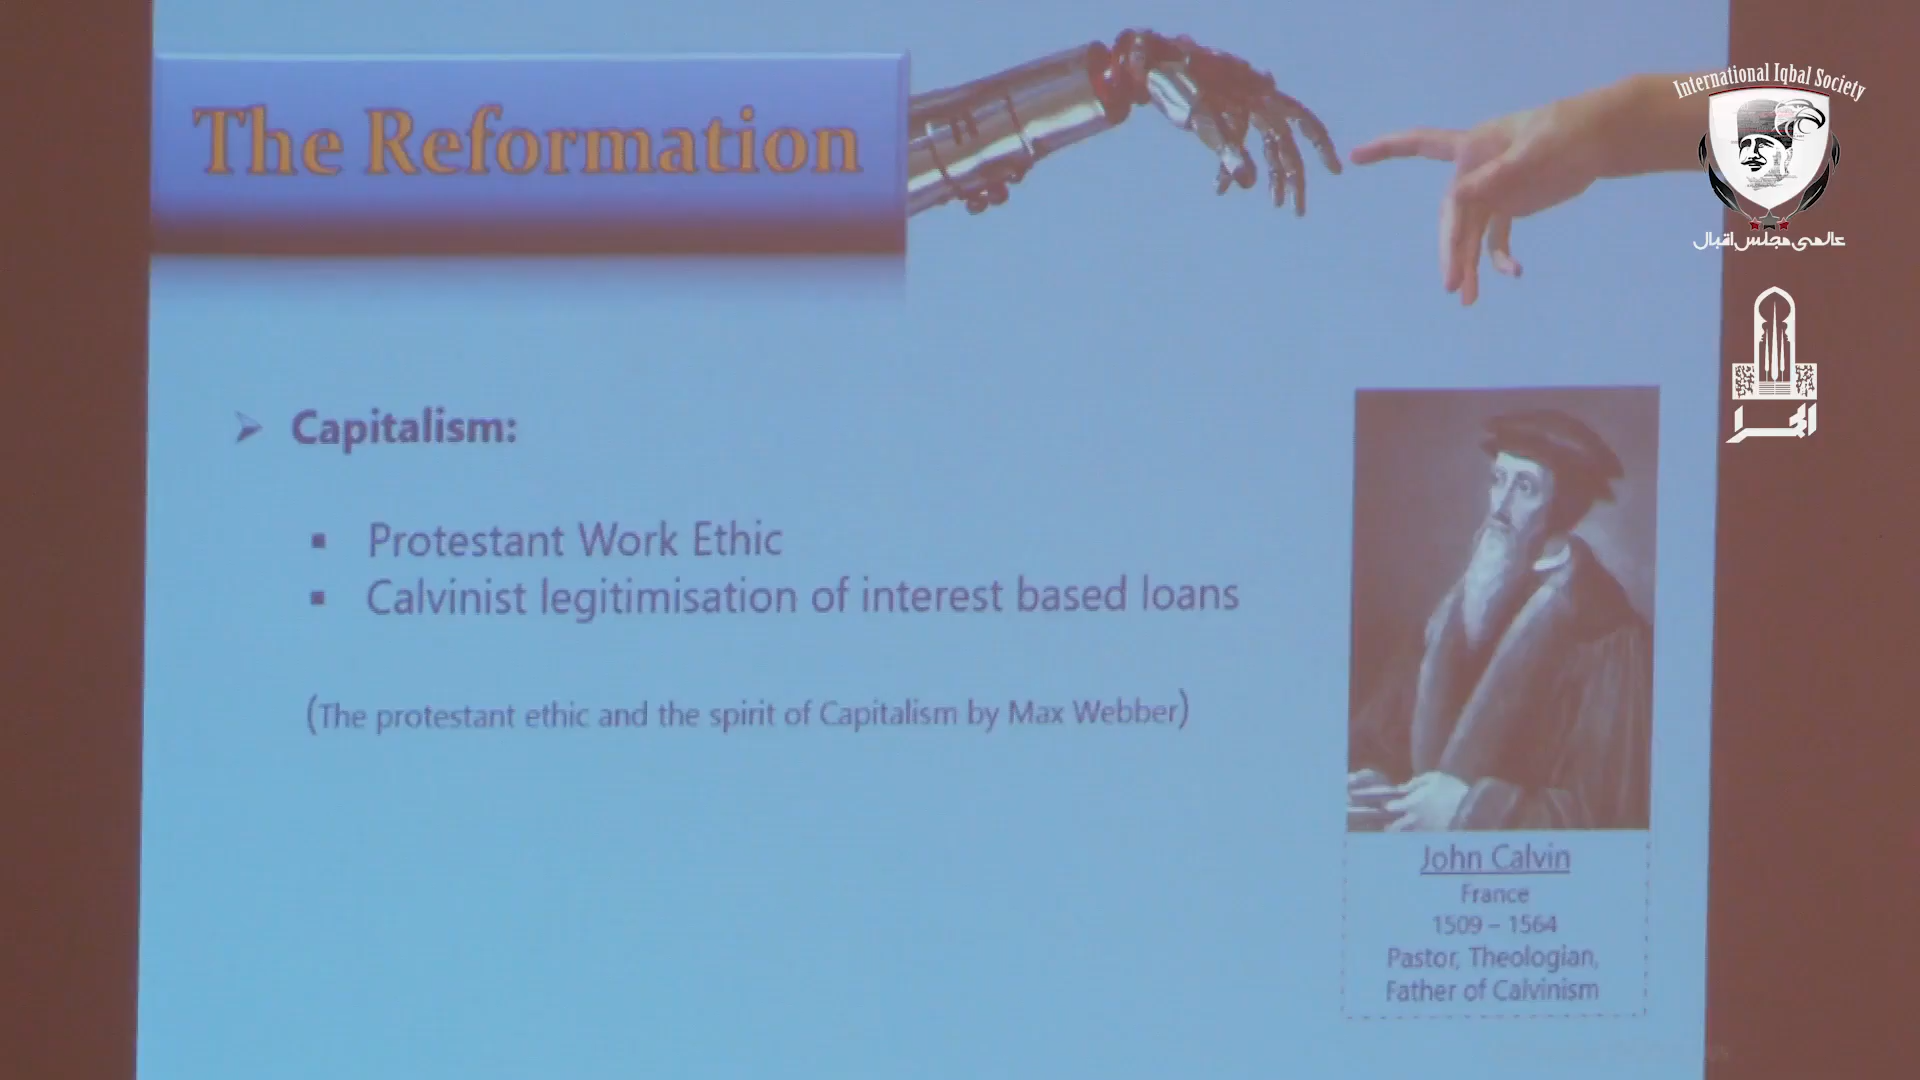 The Reformation
International Iqbal Society
عالمی مجلس اقبال
الحمرا
➢ Capitalism:
▪ Protestant Work Ethic
▪ Calvinist legitimisation of interest based loans
(The protestant ethic and the spirit of Capitalism by Max Webber)
John Calvin
France
1509 – 1564
Pastor, Theologian,
Father of Calvinism